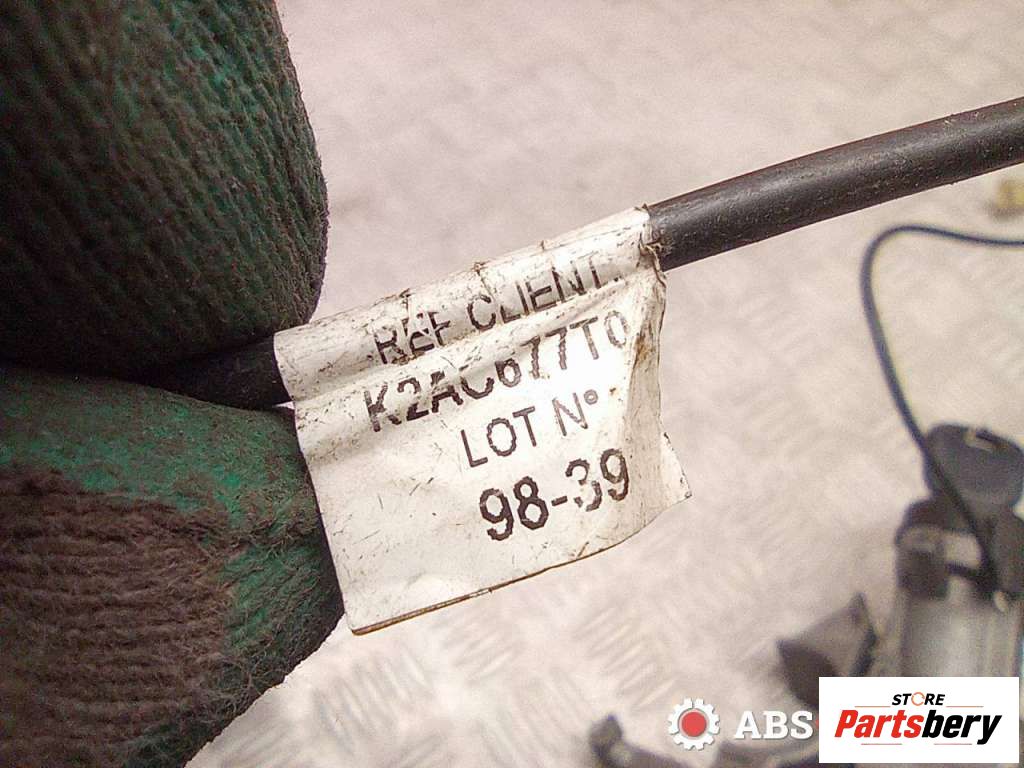 REF CLIENT.
K2AC677T0
LOT N°
98-39
ABS
STORE
Partsbery